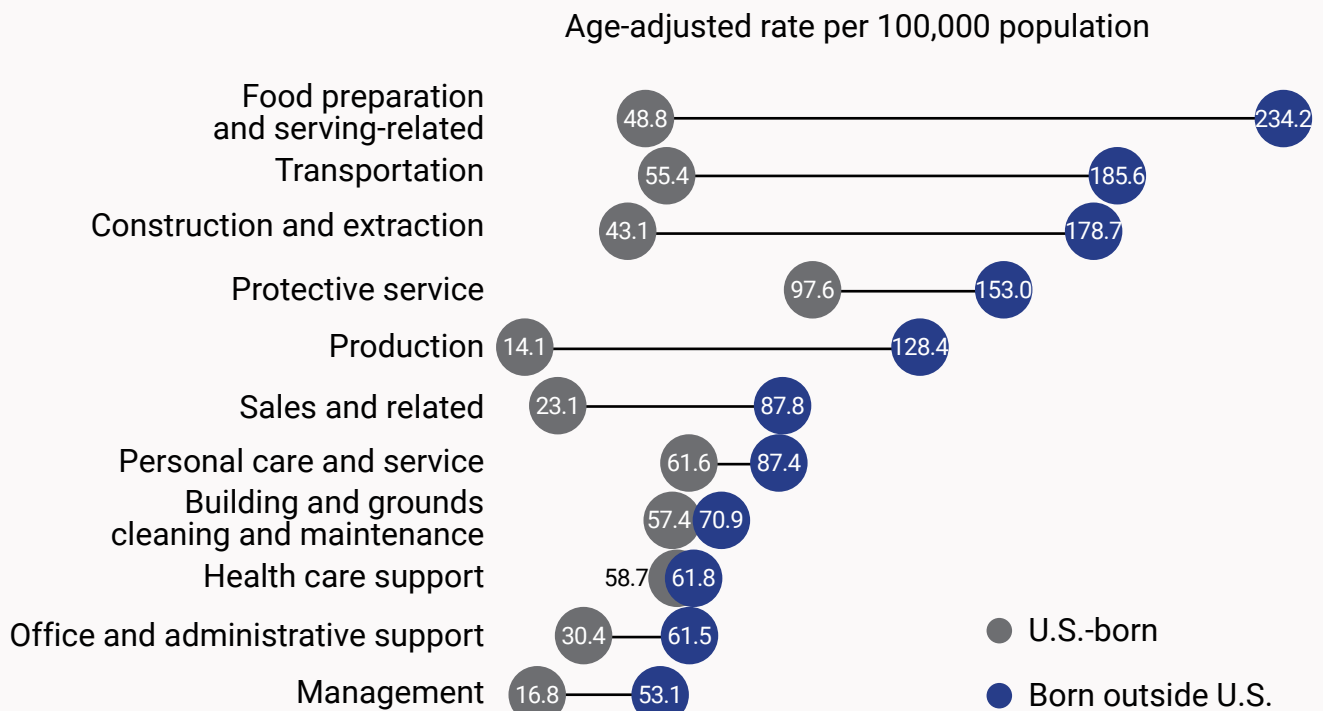 Age-adjusted rate per 100,000 population
Food preparation
and serving-related
48.8
234.2
Transportation
55.4
185.6
Construction and extraction
43.1
178.7
Protective service
97.6
153.0
Production
14.1
128.4
Sales and related
23.1
87.8
Personal care and service
61.6
87.4
Building and grounds
cleaning and maintenance
57.4
70.9
Health care support
58.7
61.8
Office and administrative support
30.4
61.5
Management
16.8
53.1
U.S.-born
Born outside U.S.